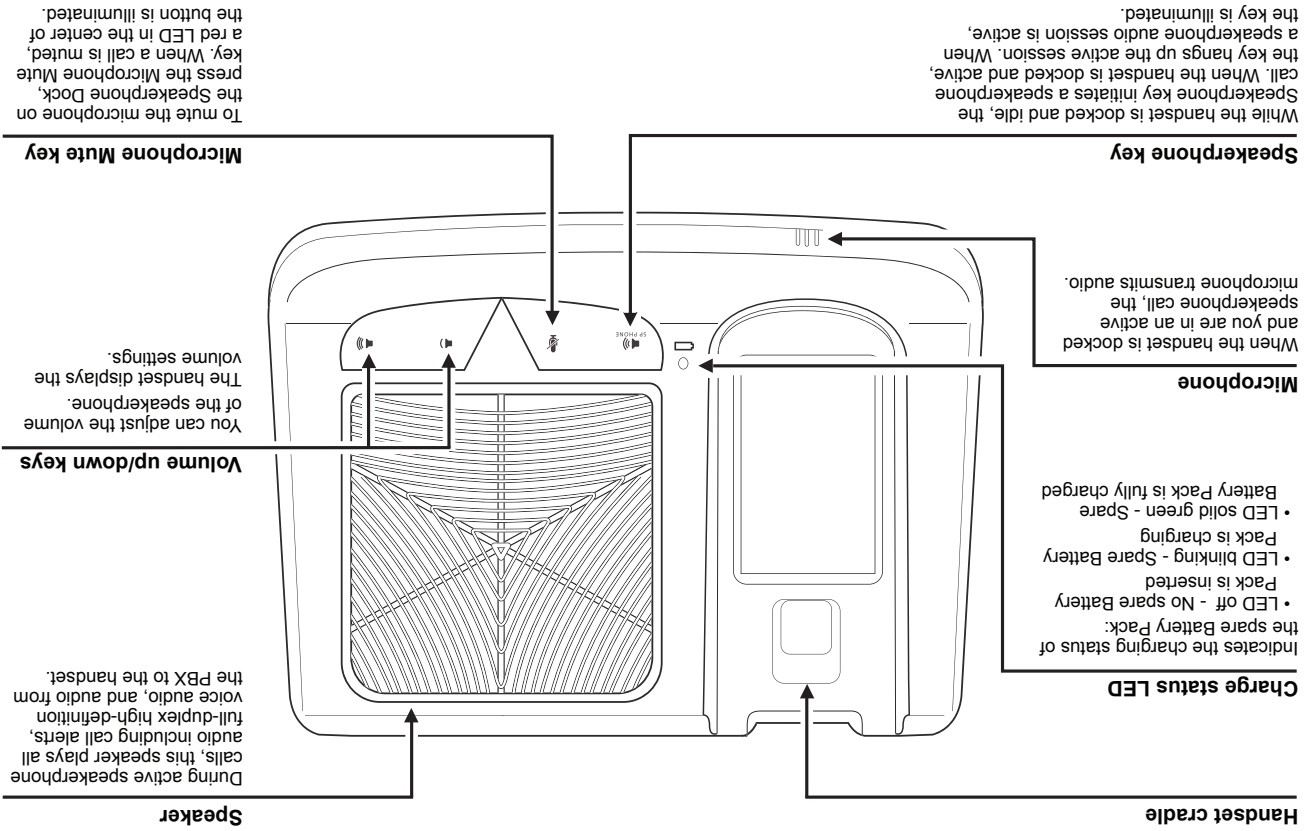 Handset cradle
Charge status LED
Indicates the charging status of
the spare Battery Pack:
• LED off - No spare Battery
Pack is inserted
• LED blinking - Spare Battery
Pack is charging
• LED solid green - Spare
Battery Pack is fully charged
Microphone
When the handset is docked
and you are in an active
speakerphone call, the
microphone transmits audio.
Speakerphone key
While the handset is docked and idle, the
Speakerphone key initiates a speakerphone
call. When the handset is docked and active,
the key hangs up the active session. When
a speakerphone audio session is active,
the key is illuminated.
SP PHONE
Speaker
During active speakerphone
calls, this speaker plays all
audio including call alerts,
full-duplex high-definition
voice audio, and audio from
the PBX to the handset.
Volume up/down keys
You can adjust the volume
of the speakerphone.
The handset displays the
volume settings.
Microphone Mute key
To mute the microphone on
the Speakerphone Dock,
press the Microphone Mute
key. When a call is muted,
a red LED in the center of
the button is illuminated.